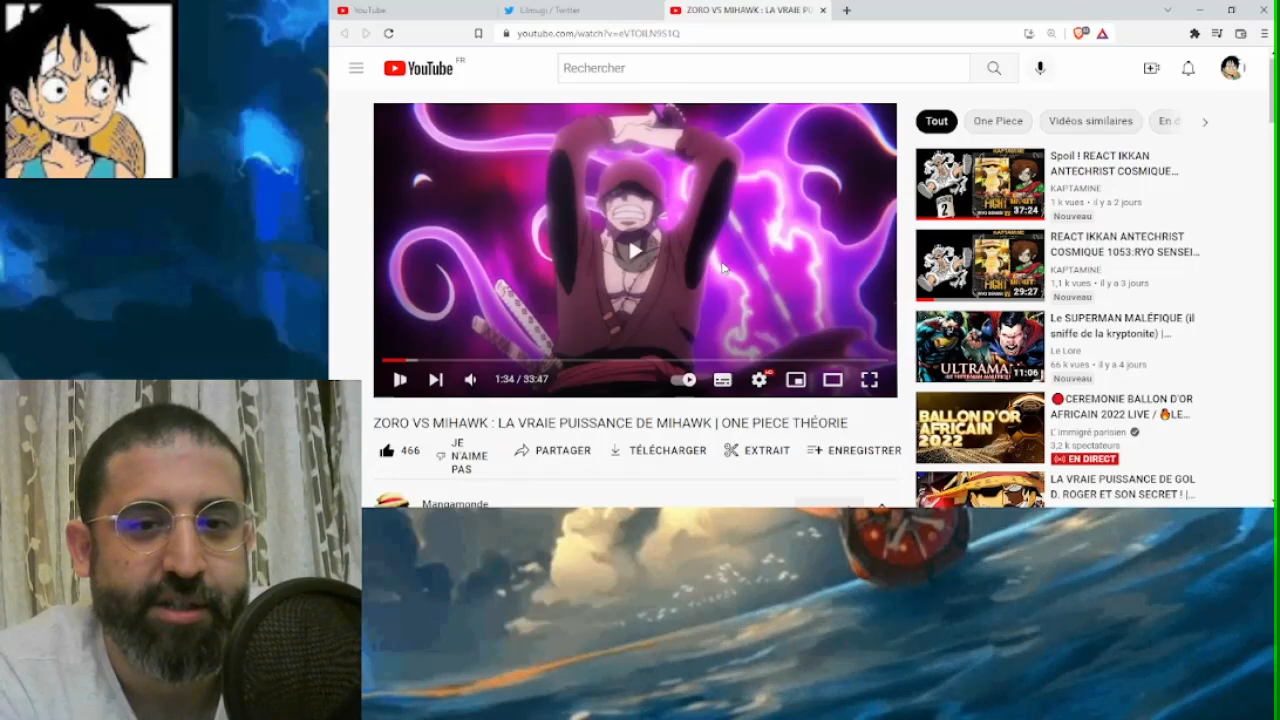 YouTube
Lilmugi / Twitter
ZORO VS MIHAWK : LA VRAIE PU
youtube.com/watch?v=eVTOILN9S1Q
YouTube FR
Rechercher
Tout
One Piece
Vidéos similaires
En d
Spoil ! REACT IKKAN
ANTECHRIST COSMIQUE...
KAPTAMINE
1 k vues • il y a 2 jours
Nouveau
37:24
REACT IKKAN ANTECHRIST
COSMIQUE 1053:RYO SENSEI...
KAPTAMINE
1,1 k vues • il y a 3 jours
Nouveau
29:27
Le SUPERMAN MALÉFIQUE (il
sniffe de la kryptonite) |...
Le Lore
66 k vues • il y a 4 jours
Nouveau
ULTRAMA
11:06
CEREMONIE BALLON D'OR
AFRICAIN 2022 LIVE / LE...
L' immigré parisien
3,2 k spectateurs
EN DIRECT
BALLON D'OR
AFRICAIN
2022
LA VRAIE PUISSANCE DE GOL
D. ROGER ET SON SECRET ! |...
1:34 / 33:47
HD
ZORO VS MIHAWK : LA VRAIE PUISSANCE DE MIHAWK | ONE PIECE THÉORIE
466
JE
N'AIME
PAS
PARTAGER
TÉLÉCHARGER
EXTRAIT
ENREGISTRER
Mangamonde